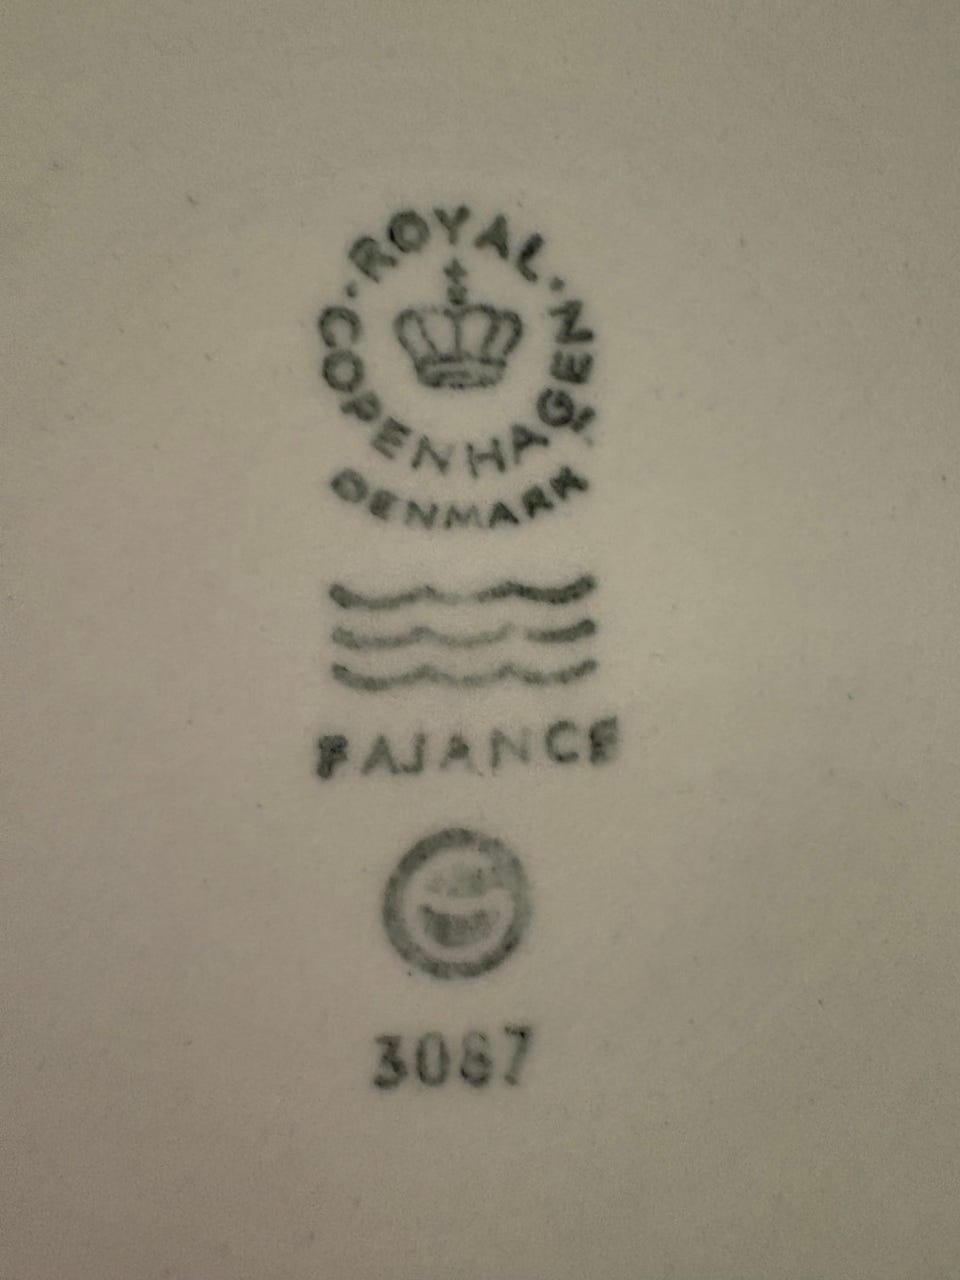 ROYAL
COPENHAGEN
DENMARK
FAJANCE
3087